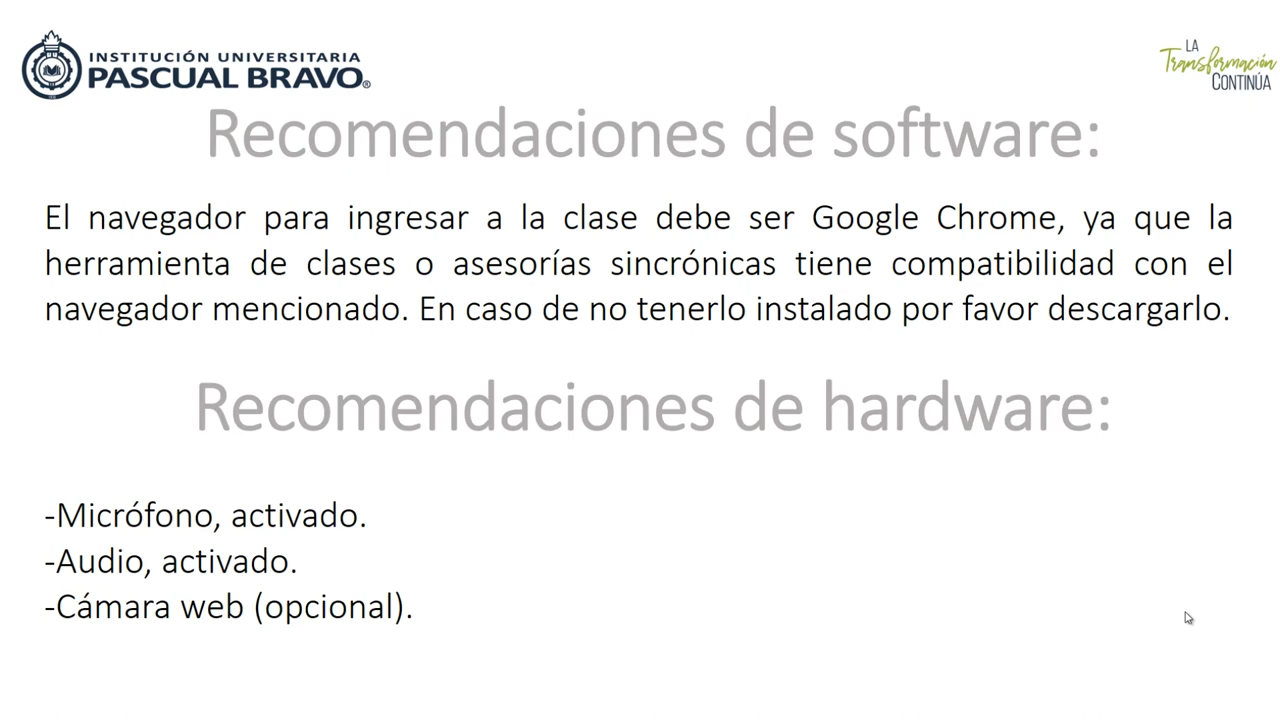 INSTITUCIÓN UNIVERSITARIA
PASCUAL BRAVO®
LA
Transformación
CONTINÚA
Recomendaciones de software:
El navegador para ingresar a la clase debe ser Google Chrome, ya que la
herramienta de clases o asesorías sincrónicas tiene compatibilidad con el
navegador mencionado. En caso de no tenerlo instalado por favor descargarlo.
Recomendaciones de hardware:
-Micrófono, activado.
-Audio, activado.
-Cámara web (opcional).